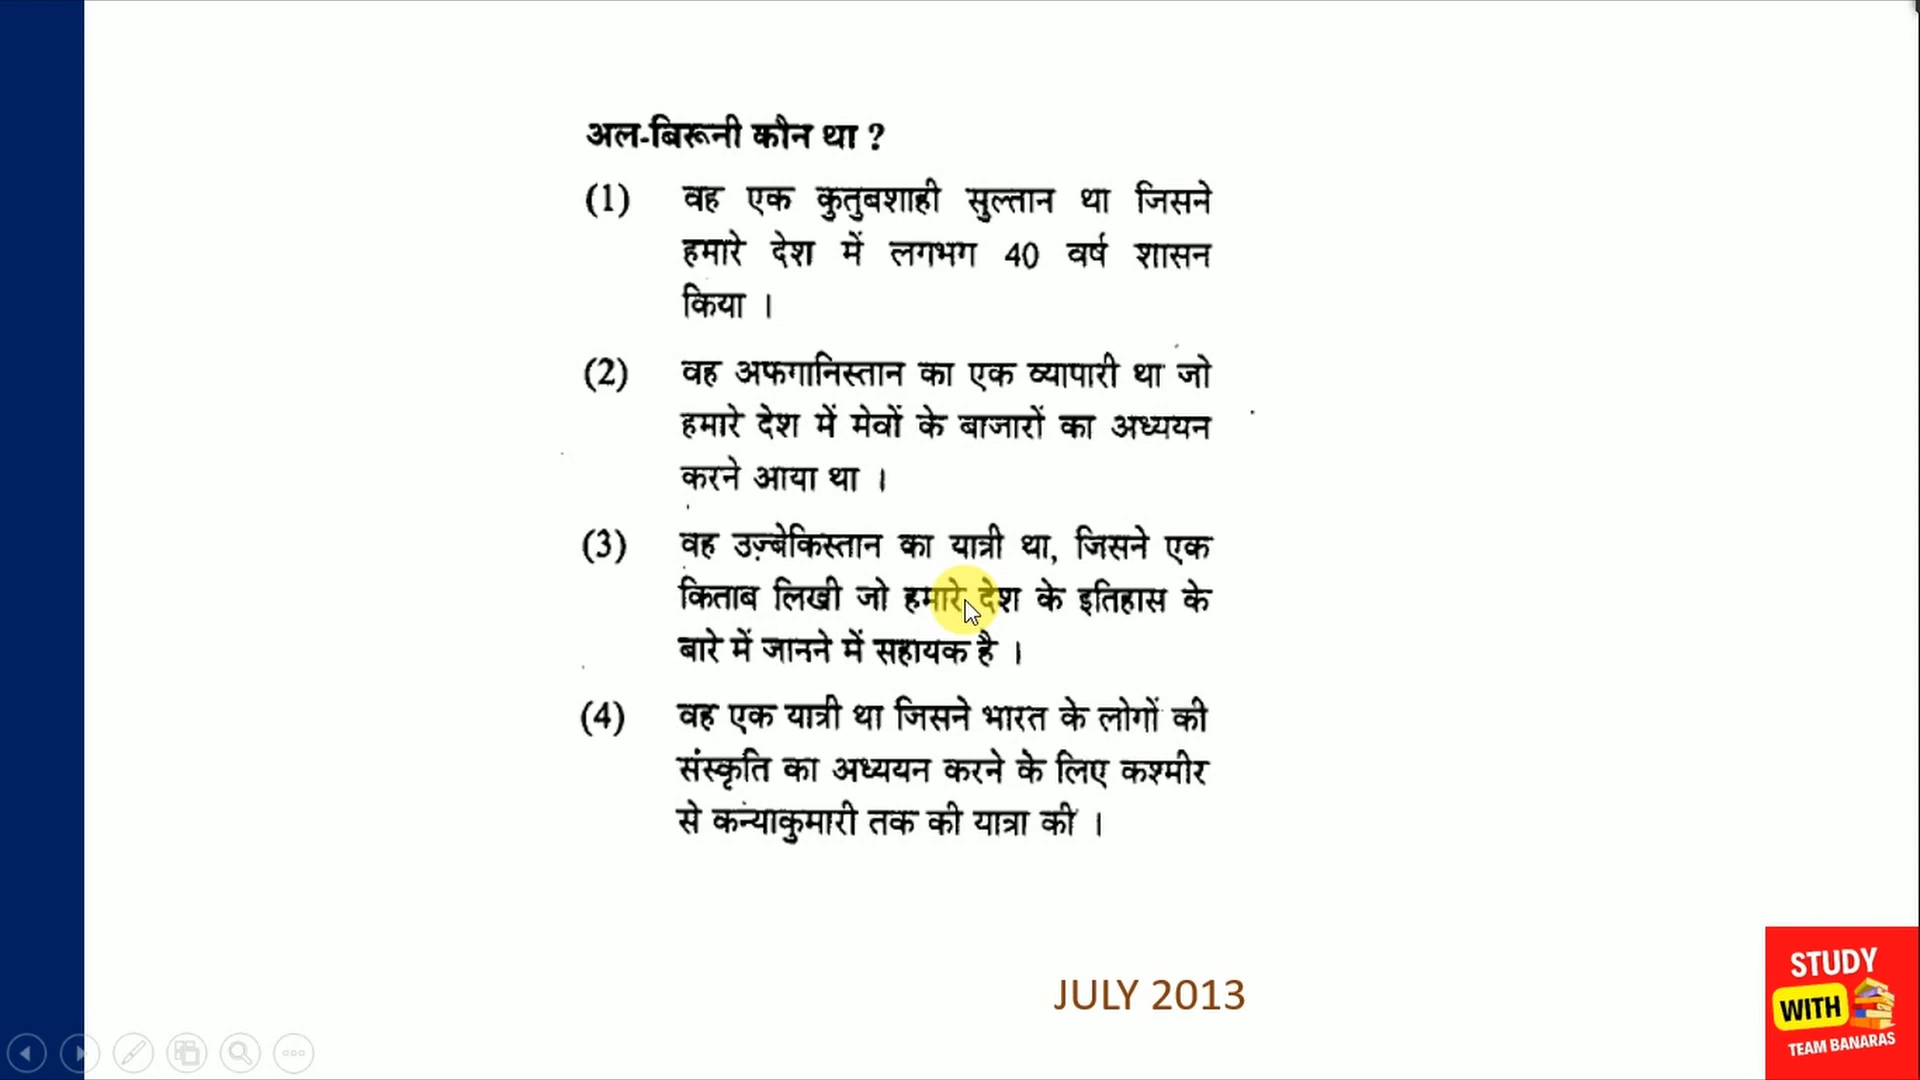 अल-बिरूनी कौन था ?
(1) वह एक कुतुबशाही सुल्तान था जिसने
हमारे देश में लगभग 40 वर्ष शासन
किया ।
(2) वह अफगानिस्तान का एक व्यापारी था जो
हमारे देश में मेवों के बाजारों का अध्ययन
करने आया था ।
(3) वह उज़्बेकिस्तान का यात्री था, जिसने एक
किताब लिखी जो हमारे देश के इतिहास के
बारे में जानने में सहायक है ।
(4) वह एक यात्री था जिसने भारत के लोगों की
संस्कृति का अध्ययन करने के लिए कश्मीर
से कन्याकुमारी तक की यात्रा की ।
JULY 2013
STUDY
WITH
TEAM BANARAS